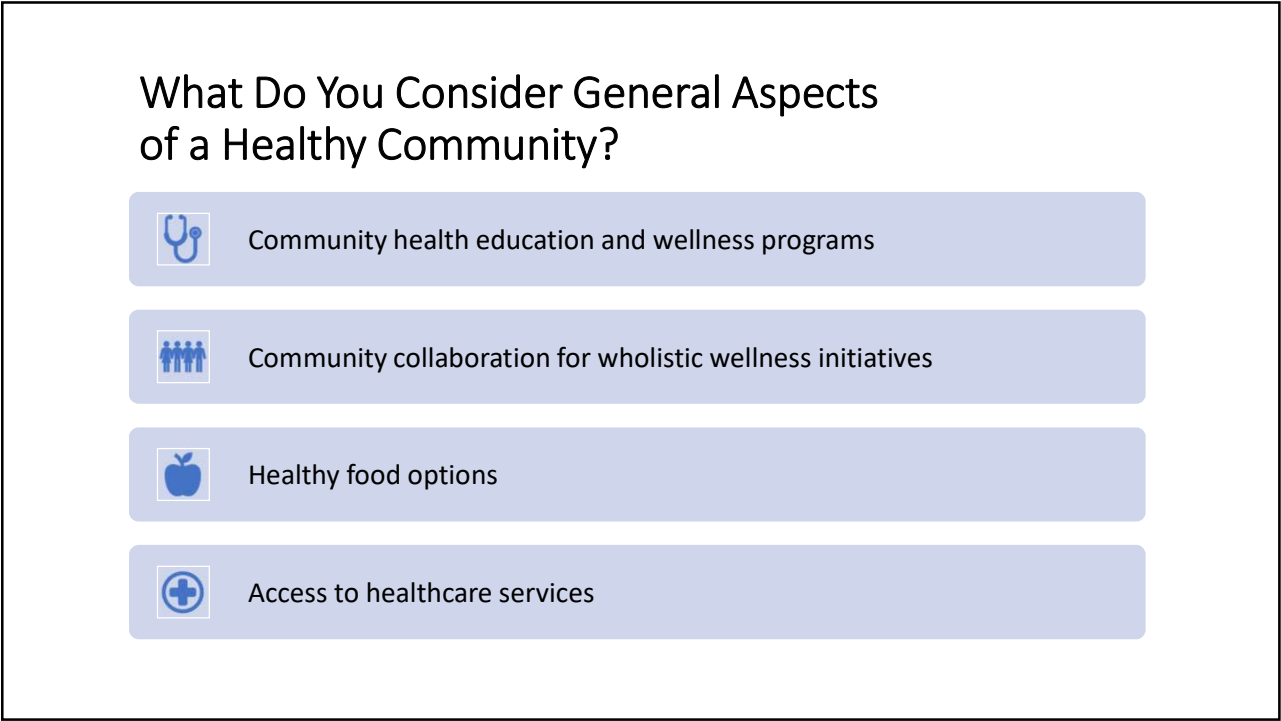 What Do You Consider General Aspects
of a Healthy Community?
Community health education and wellness programs
Community collaboration for wholistic wellness initiatives
Healthy food options
Access to healthcare services